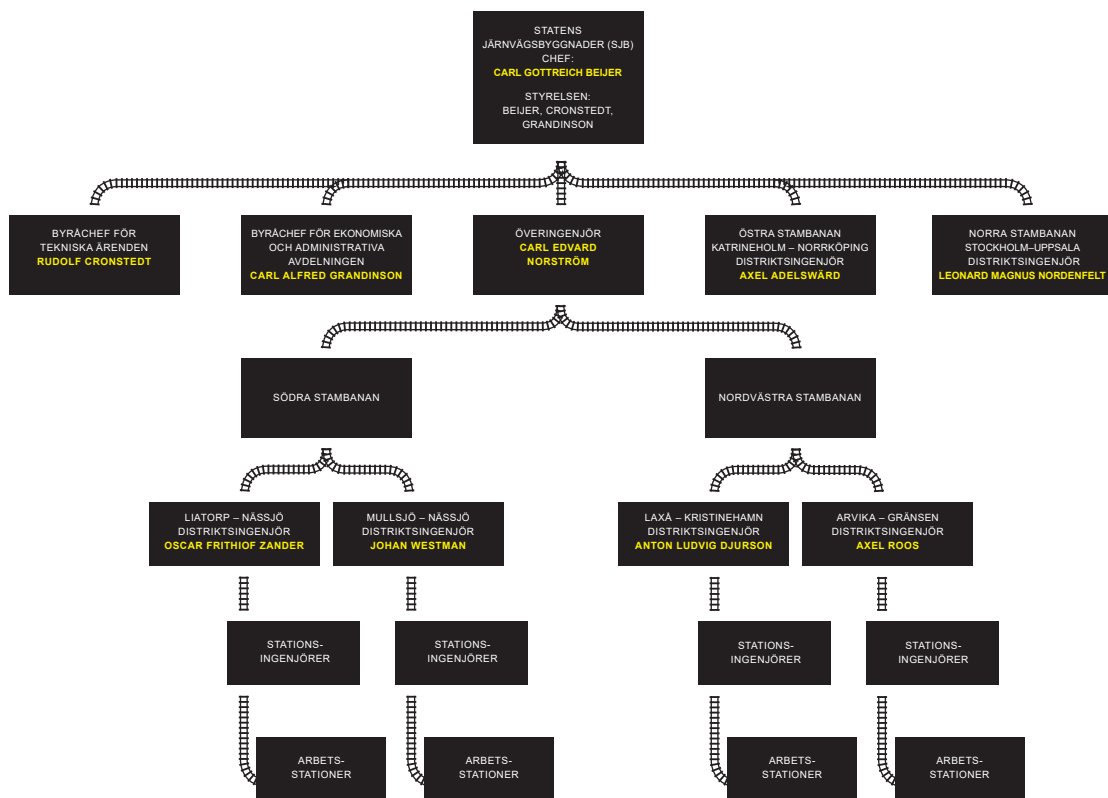 STATENS
JÄRNVÄGSBYGGNADER (SJB)
CHEF:
CARL GOTTREICH BEIJER
STYRELSEN:
BEIJER, CRONSTEDT,
GRANDINSON
BYRÅCHEF FÖR
TEKNISKA ÄRENDEN
RUDOLF CRONSTEDT
BYRÅCHEF FÖR EKONOMISKA
OCH ADMINISTRATIVA
AVDELNINGEN
CARL ALFRED GRANDINSON
ÖVERINGENJÖR
CARL EDVARD
NORSTRÖM
ÖSTRA STAMBANAN
KATRINEHOLM – NORRKÖPING
DISTRIKTSINGENJÖR
AXEL ADELSWÄRD
NORRA STAMBANAN
STOCKHOLM–UPPSALA
DISTRIKTSINGENJÖR
LEONARD MAGNUS NORDENFELT
SÖDRA STAMBANAN
NORDVÄSTRA STAMBANAN
LIATORP – NÄSSJÖ
DISTRIKTSINGENJÖR
OSCAR FRITHIOF ZANDER
MULLSJÖ – NÄSSJÖ
DISTRIKTSINGENJÖR
JOHAN WESTMAN
LAXÅ – KRISTINEHAMN
DISTRIKTSINGENJÖR
ANTON LUDVIG DJURSON
ARVIKA – GRÄNSEN
DISTRIKTSINGENJÖR
AXEL ROOS
STATIONS-
INGENJÖRER
STATIONS-
INGENJÖRER
STATIONS-
INGENJÖRER
STATIONS-
INGENJÖRER
ARBETS-
STATIONER
ARBETS-
STATIONER
ARBETS-
STATIONER
ARBETS-
STATIONER